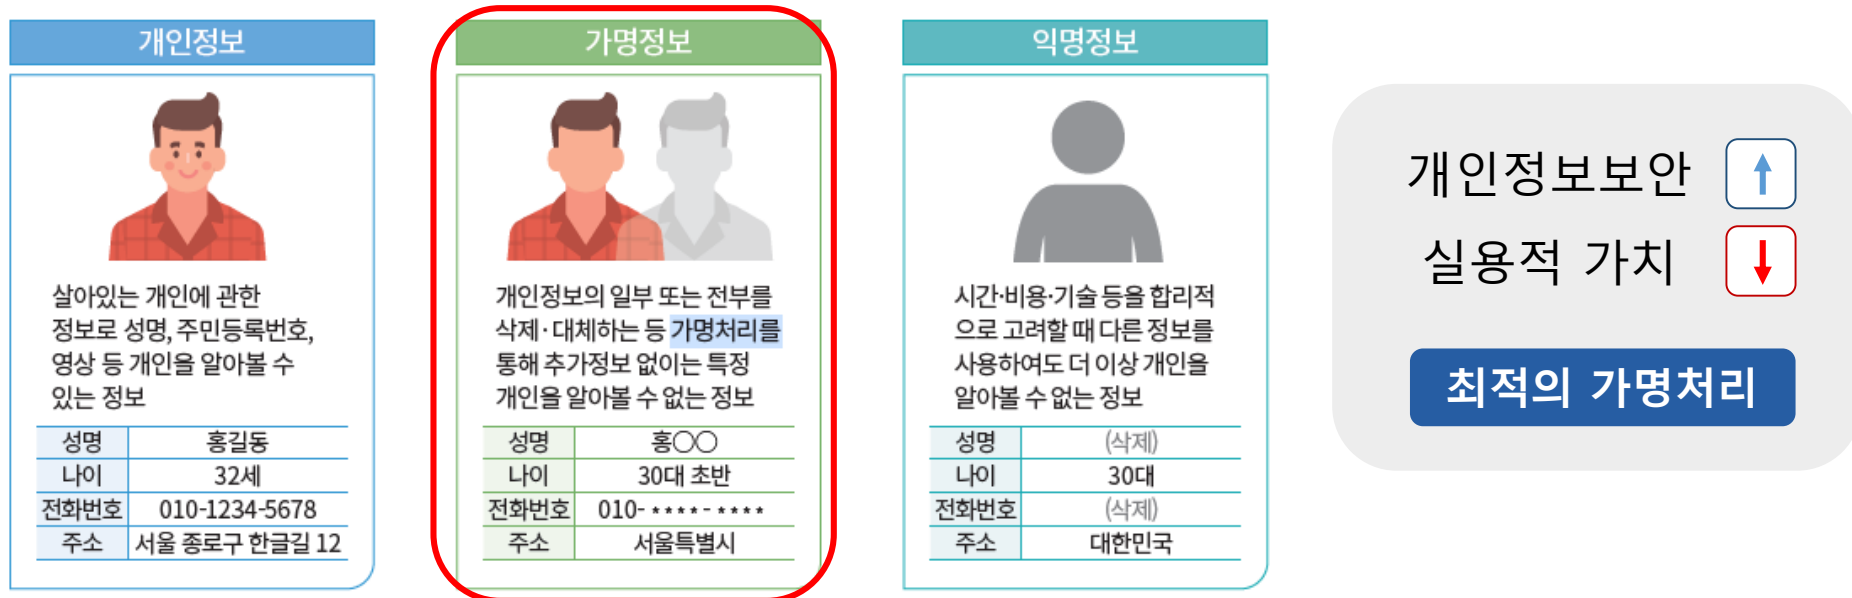 개인정보
살아있는 개인에 관한
정보로 성명, 주민등록번호,
영상 등 개인을 알아볼 수
있는 정보
성명 홍길동
나이 32세
전화번호 010-1234-5678
주소 서울 종로구 한글길 12
가명정보
개인정보의 일부 또는 전부를
삭제·대체하는 등 가명처리를
통해 추가정보 없이는 특정
개인을 알아볼 수 없는 정보
성명 홍○○
나이 30대 초반
전화번호 010-****-****
주소 서울특별시
익명정보
시간·비용·기술 등을 합리적
으로 고려할 때 다른 정보를
사용하여도 더 이상 개인을
알아볼 수 없는 정보
성명 (삭제)
나이 30대
전화번호 (삭제)
주소 대한민국
개인정보보안 ↑
실용적 가치 ↓
최적의 가명처리